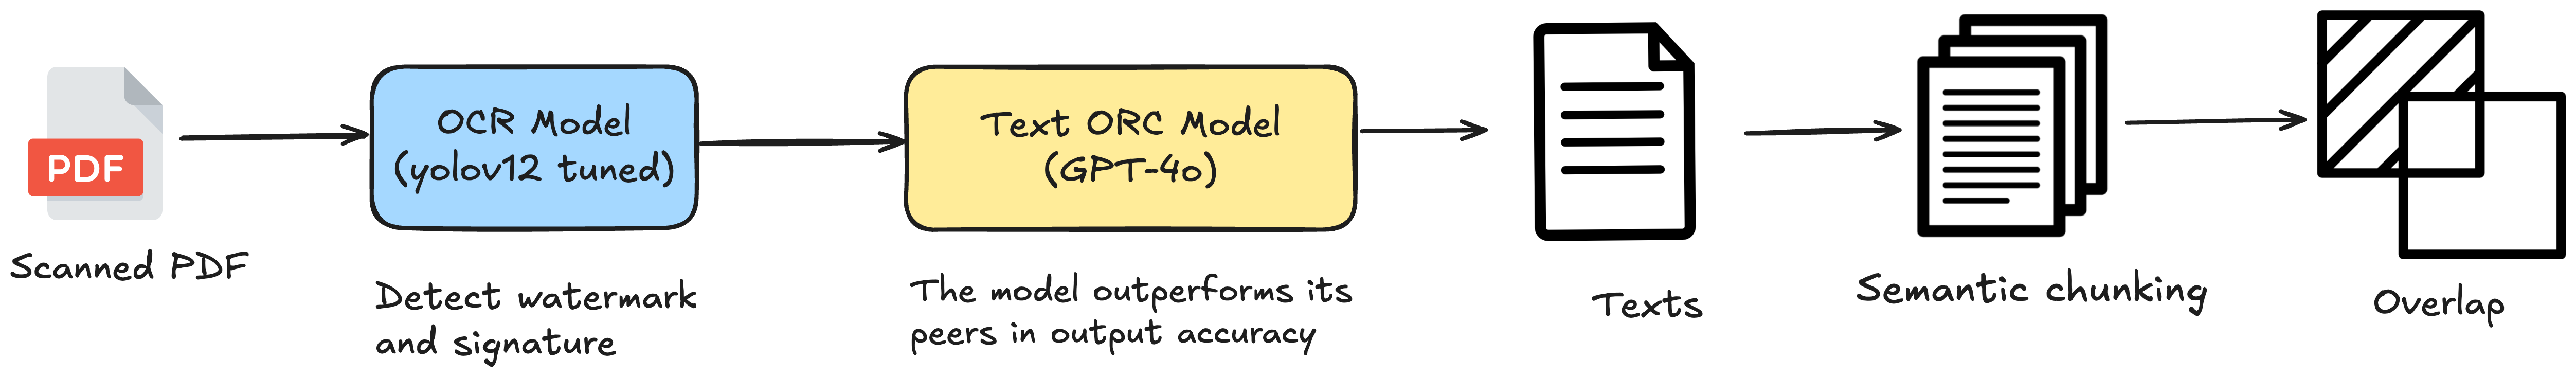 PDF
Scanned PDF
OCR Model
(yolov12 tuned)
Detect watermark
and signature
Text ORC Model
(GPT-4o)
The model outperforms its
peers in output accuracy
Texts
Semantic chunking
Overlap